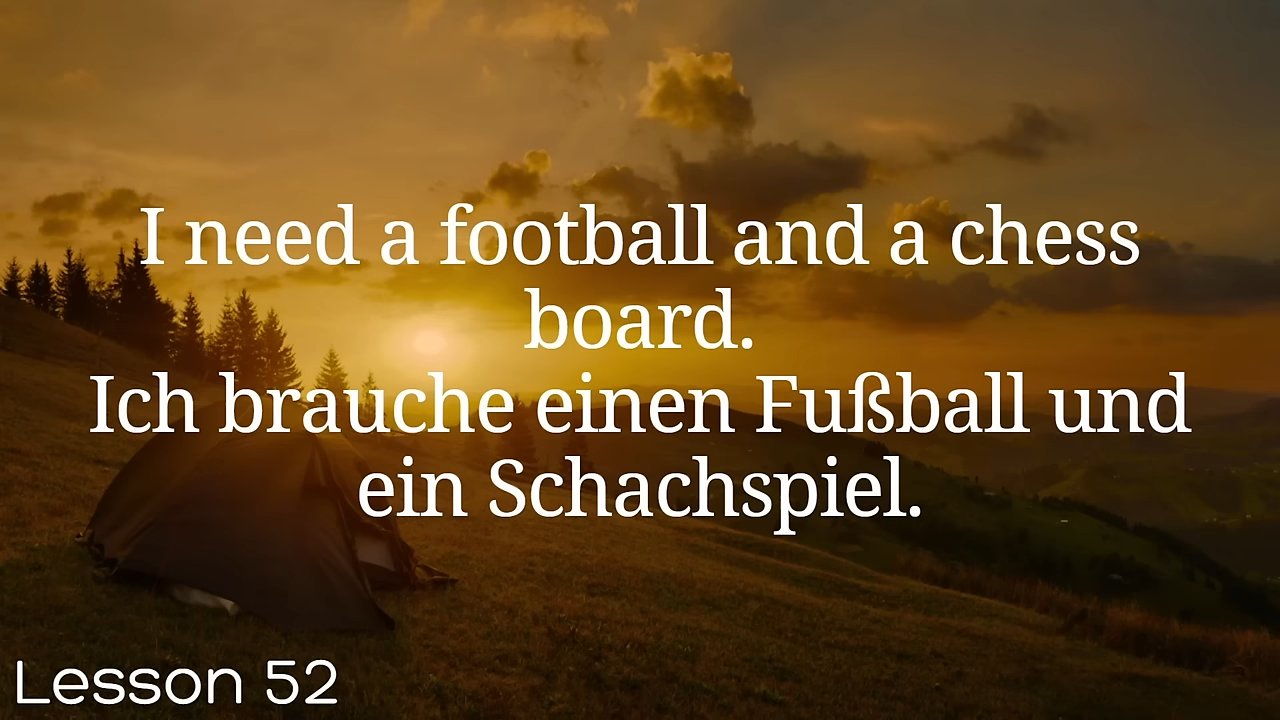 I need a football and a chess
board.
Ich brauche einen Fußball und
ein Schachspiel.
Lesson 52